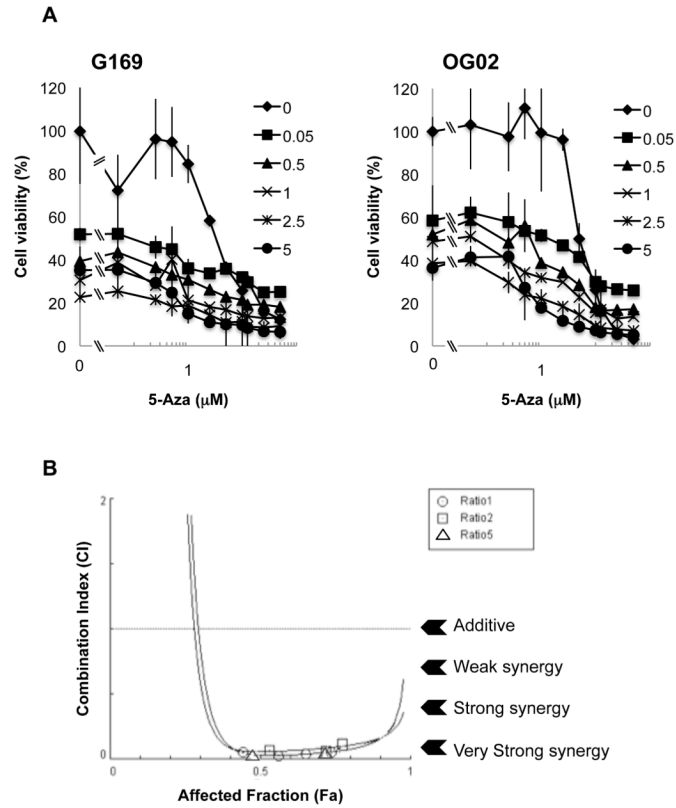 A
G169
OG02
120
100
80
60
40
20
0
Cell viability (%)
0
1
5-Aza (μM)
0
0.05
0.5
1
2.5
5
120
100
80
60
40
20
0
Cell viability (%)
0
1
5-Aza (μM)
0
0.05
0.5
1
2.5
5
B
2
1
0
Combination Index (CI)
0
0.5
1
Affected Fraction (Fa)
Ratio1
Ratio2
Ratio5
Additive
Weak synergy
Strong synergy
Very Strong synergy